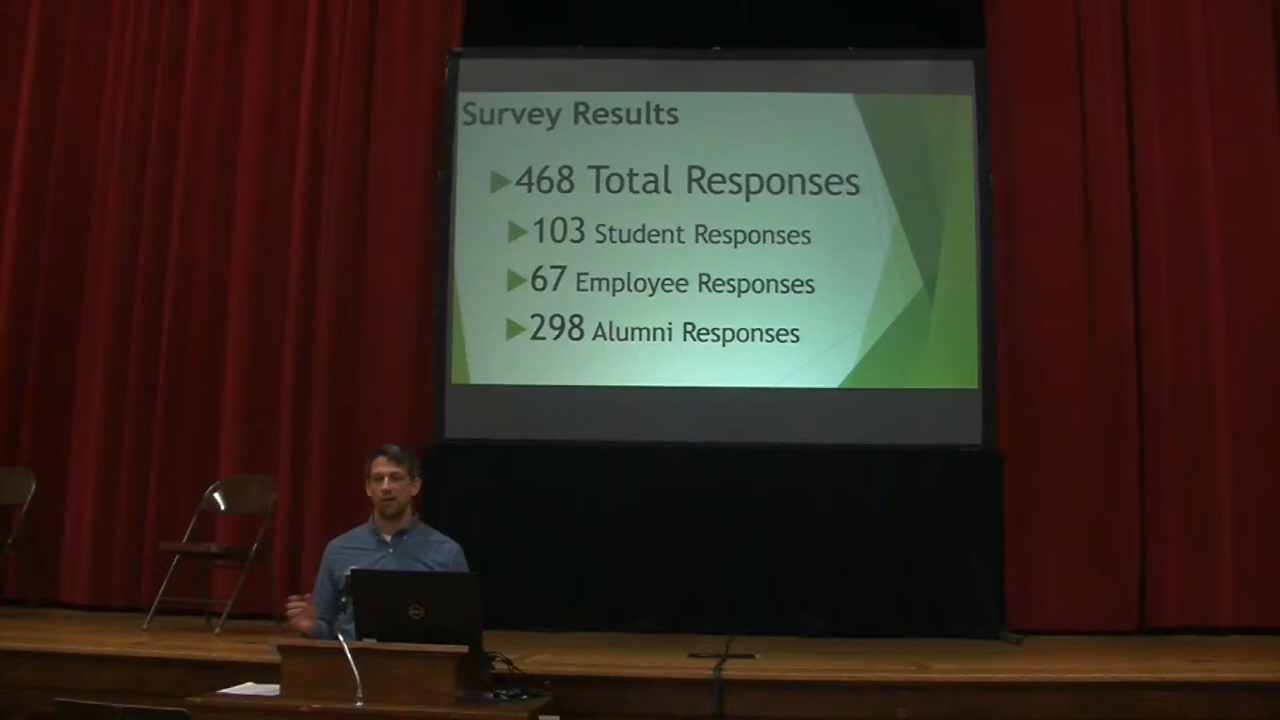 Survey Results
468 Total Responses
103 Student Responses
67 Employee Responses
298 Alumni Responses